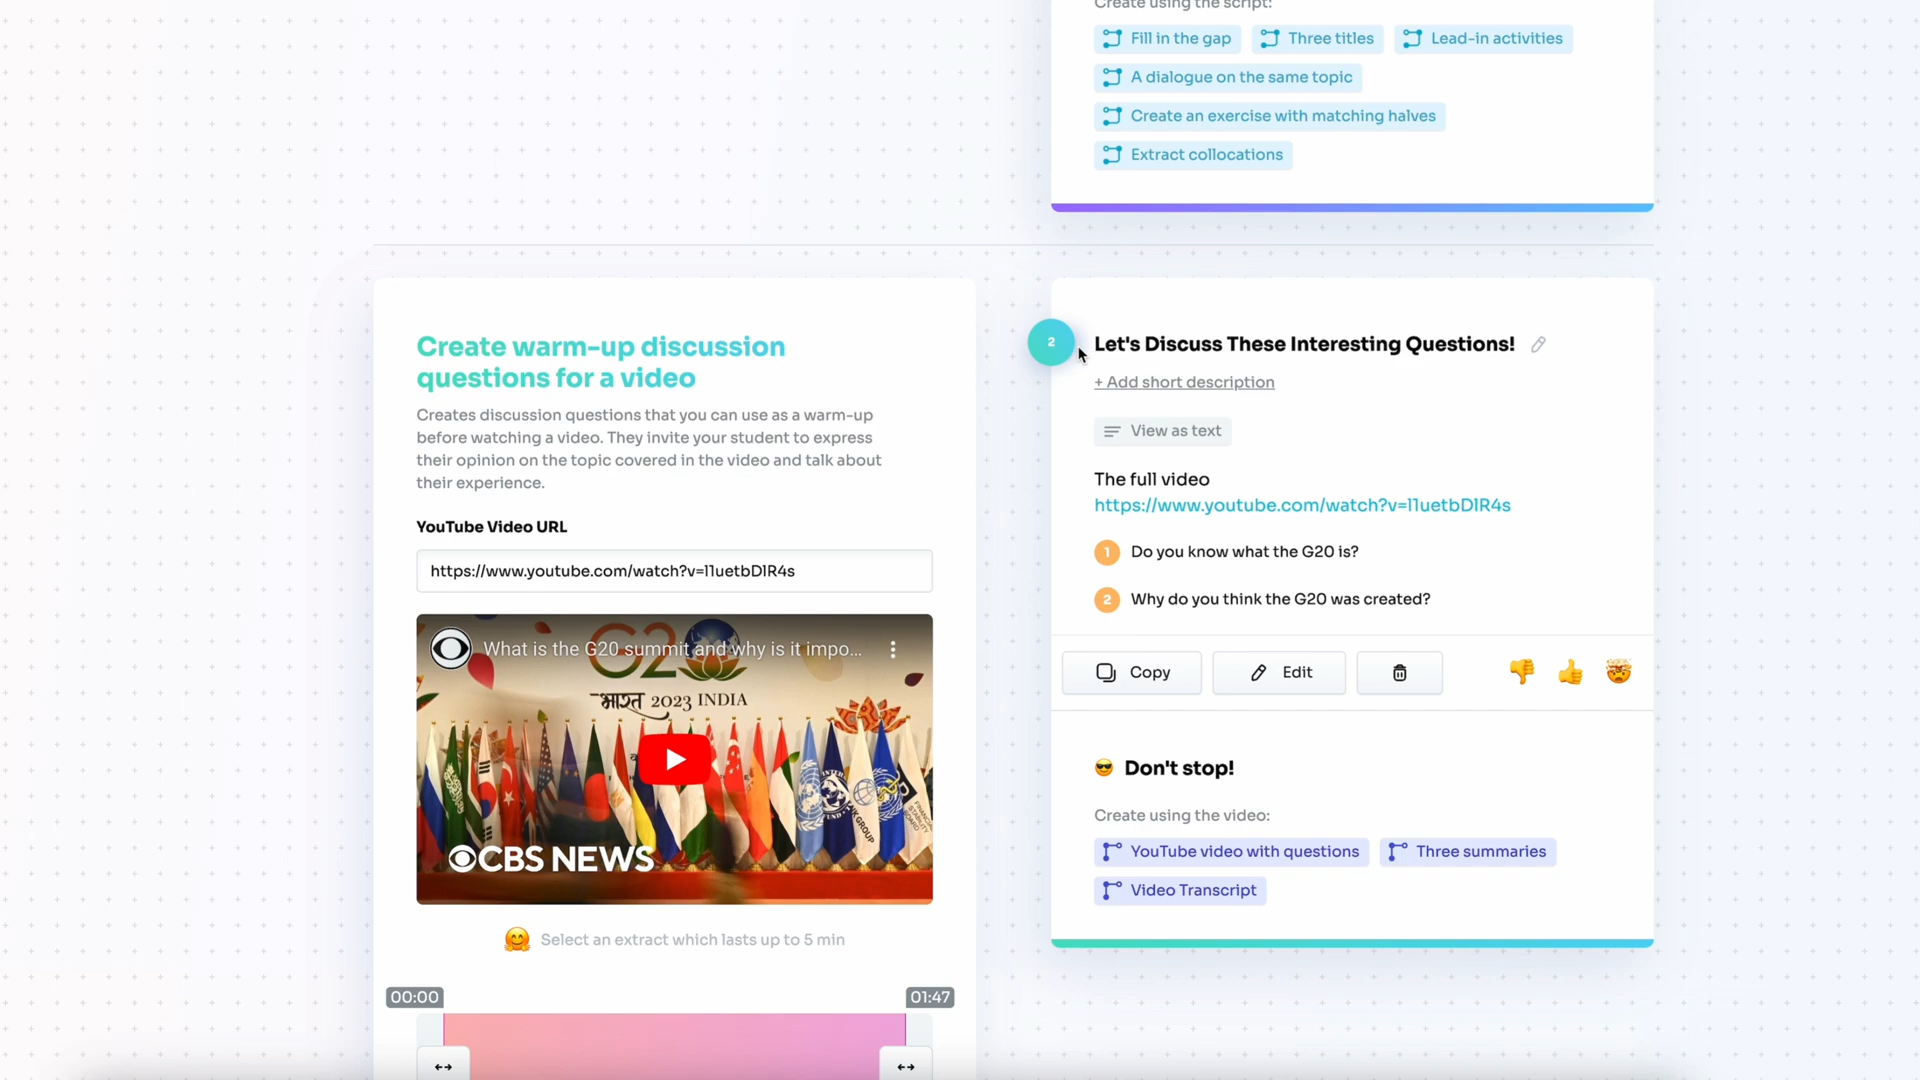 Create using the script:
Fill in the gap
Three titles
Lead-in activities
A dialogue on the same topic
Create an exercise with matching halves
Extract collocations
Create warm-up discussion
questions for a video
Creates discussion questions that you can use as a warm-up
before watching a video. They invite your student to express
their opinion on the topic covered in the video and talk about
their experience.
YouTube Video URL
https://www.youtube.com/watch?v=l1uetbDlR4s
What is the G20 summit and why is it impo...
G20
भारत 2023 INDIA
CBS NEWS
Select an extract which lasts up to 5 min
00:00
01:47
2
Let's Discuss These Interesting Questions!
+ Add short description
View as text
The full video
https://www.youtube.com/watch?v=l1uetbDlR4s
1 Do you know what the G20 is?
2 Why do you think the G20 was created?
Copy
Edit
Don't stop!
Create using the video:
YouTube video with questions
Three summaries
Video Transcript